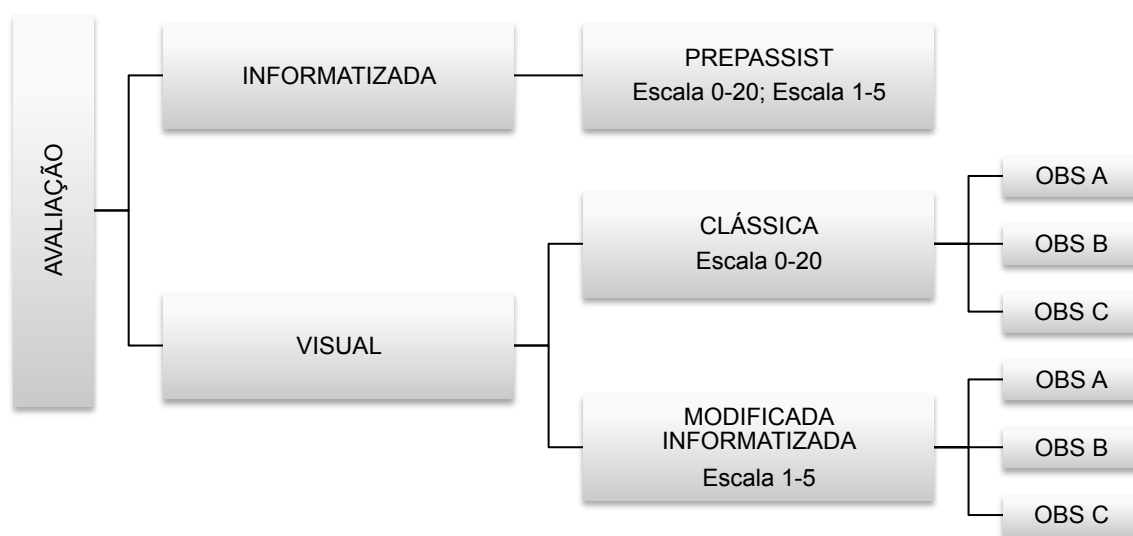 AVALIAÇÃO
INFORMATIZADA
PREPASSIST
Escala 0-20; Escala 1-5
VISUAL
CLÁSSICA
Escala 0-20
OBS A
OBS B
OBS C
MODIFICADA
INFORMATIZADA
Escala 1-5
OBS A
OBS B
OBS C